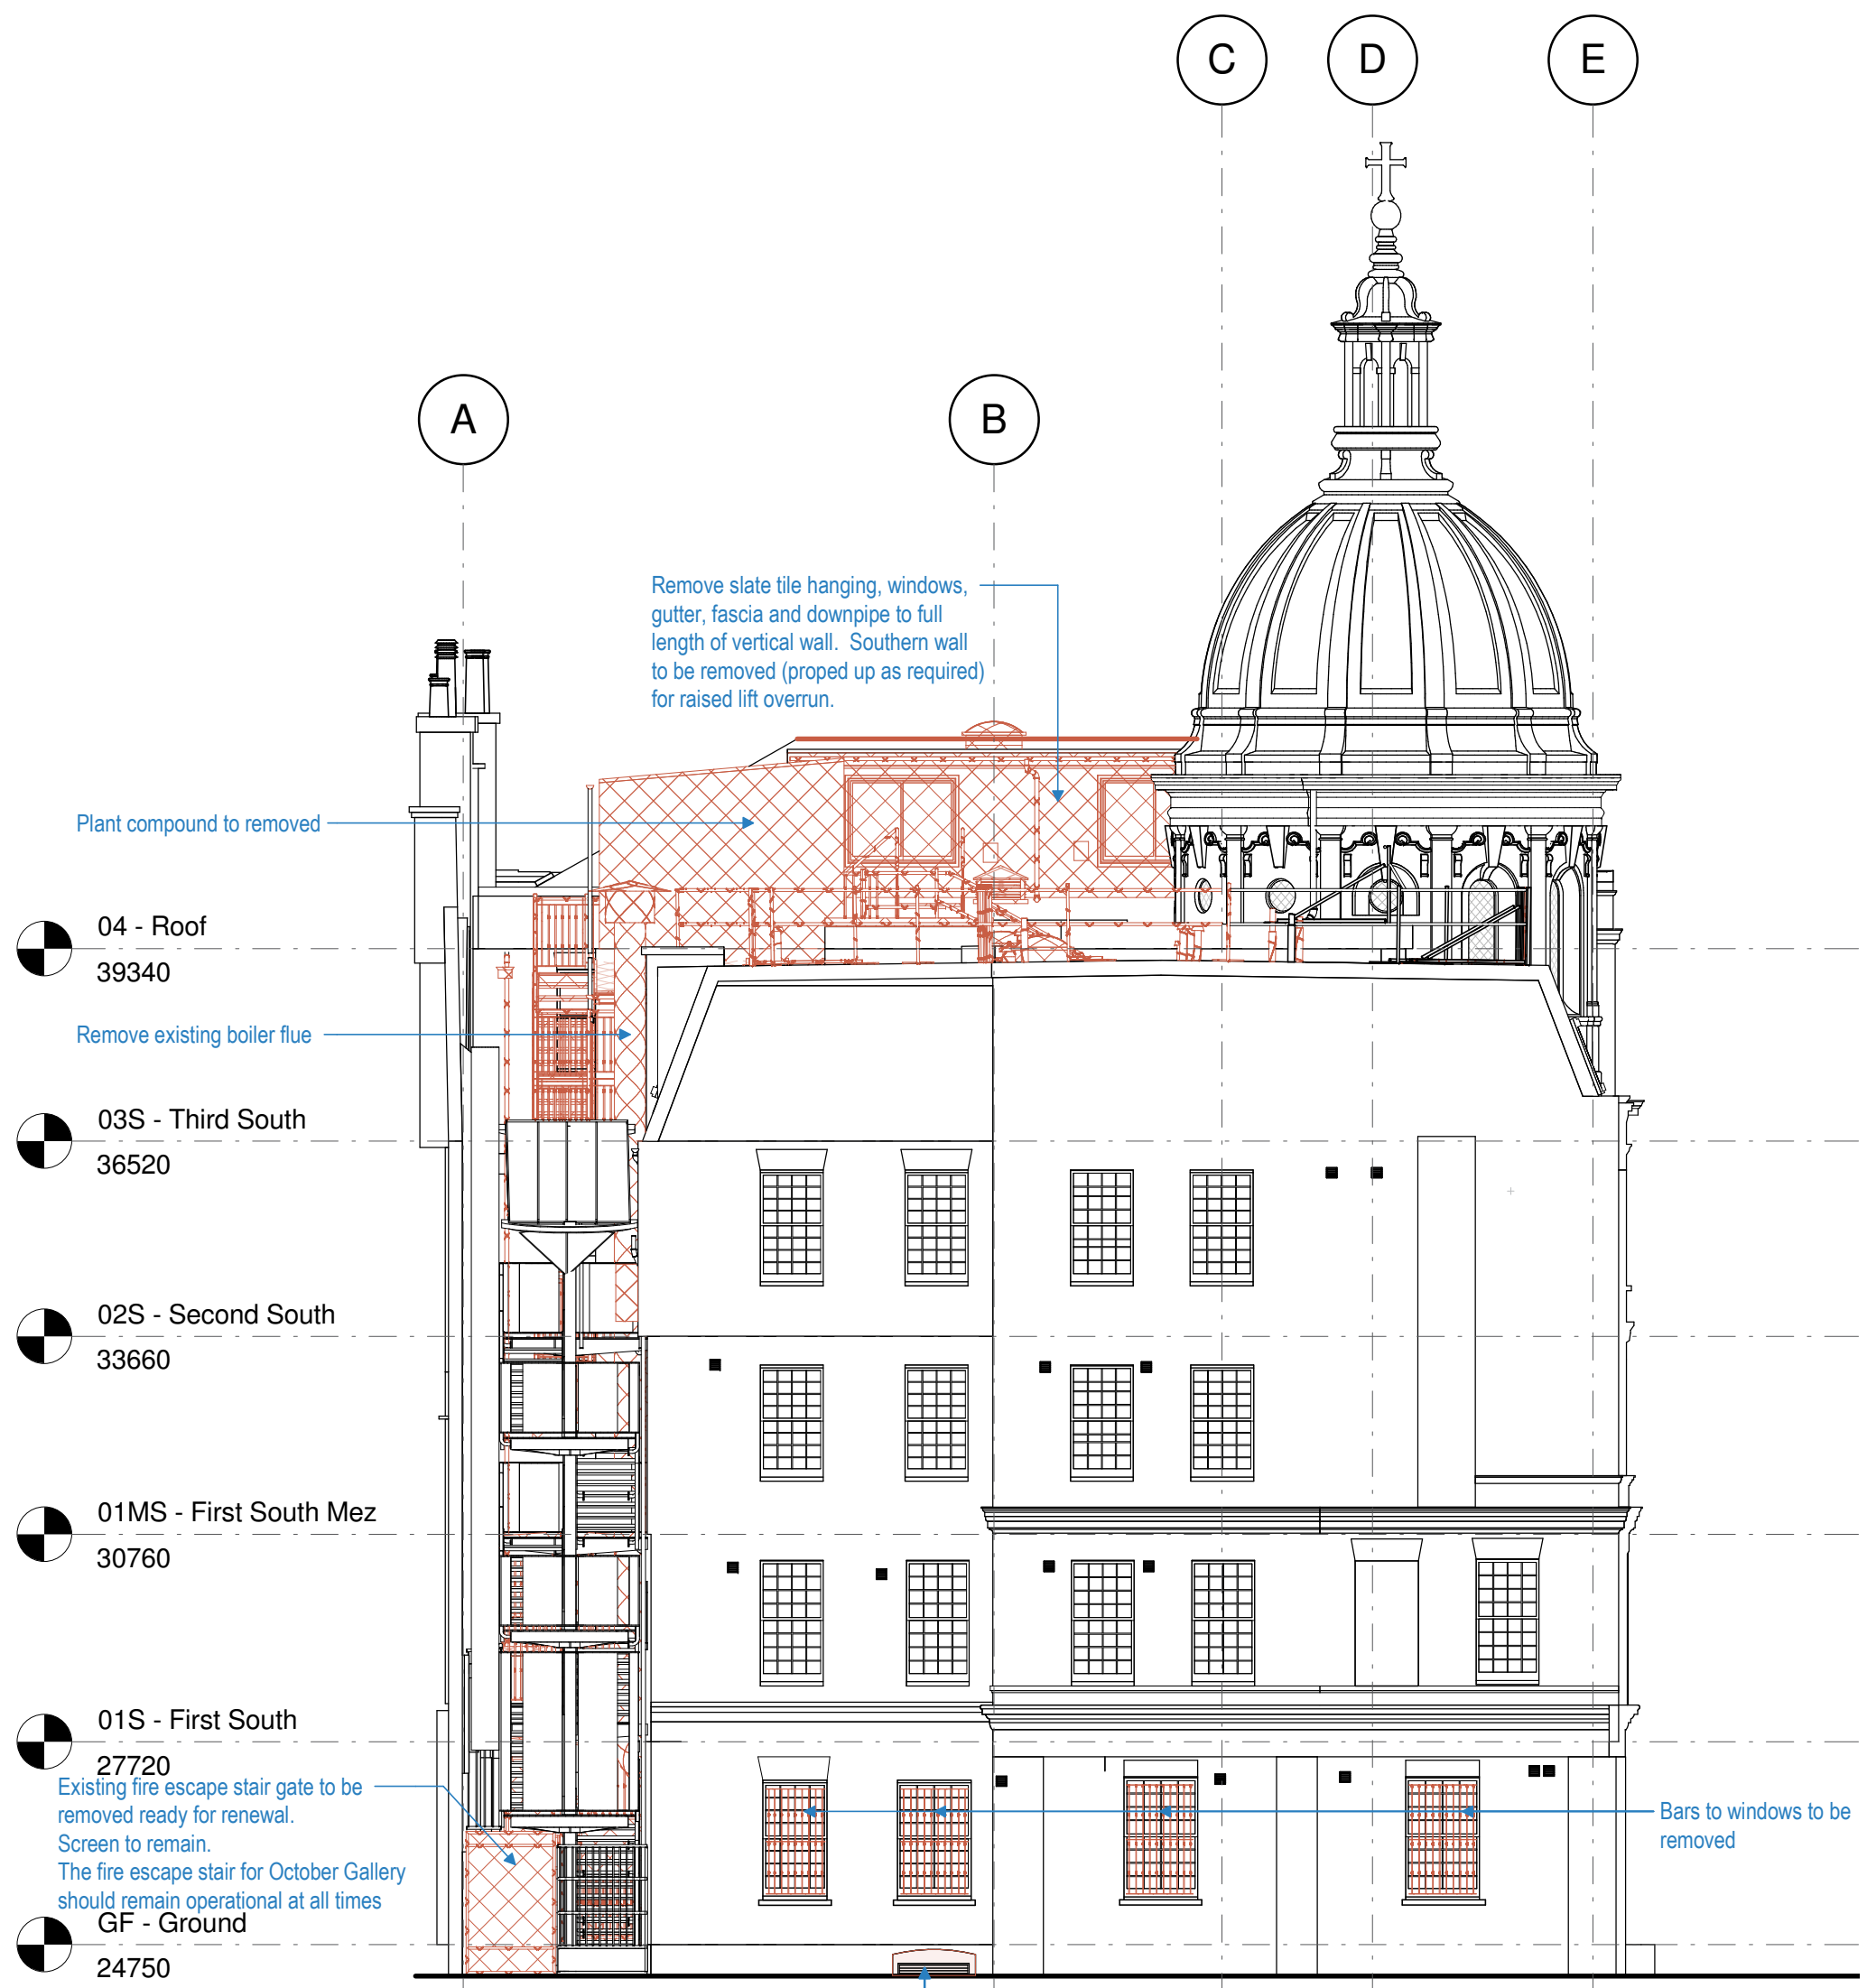 C
D
E
A
B
Remove slate tile hanging, windows,
gutter, fascia and downpipe to full
length of vertical wall.  Southern wall
to be removed (proped up as required)
for raised lift overrun.
Plant compound to removed
04 - Roof
39340
Remove existing boiler flue
03S - Third South
36520
02S - Second South
33660
01MS - First South Mez
30760
01S - First South
27720
Existing fire escape stair gate to be
removed ready for renewal.
Screen to remain.
The fire escape stair for October Gallery
should remain operational at all times
Bars to windows to be
removed
GF - Ground
24750